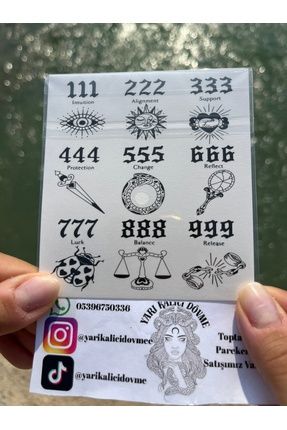 111 222 333
Intuition Alignment Support
444 555 666
Protection Change Reflect
777 888 999
Luck Balance Release
05396750336
YARI KALICI DÖVME
@yarikalicidovmee
@yarikalicidovme
Topta
Pareken
Satışımız Va